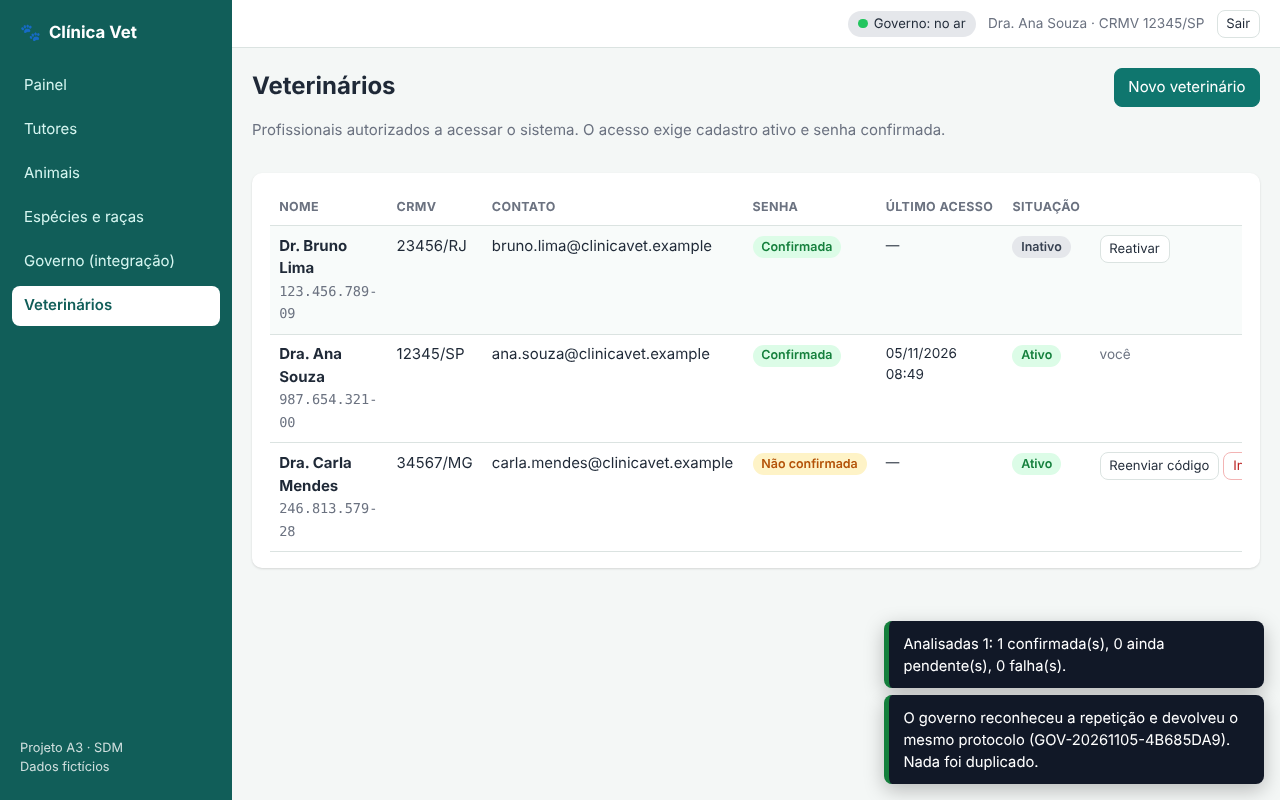 Clínica Vet
Governo: no ar
Dra. Ana Souza · CRMV 12345/SP
Sair
Painel
Tutores
Animais
Espécies e raças
Governo (integração)
Veterinários
Veterinários
Novo veterinário
Profissionais autorizados a acessar o sistema. O acesso exige cadastro ativo e senha confirmada.
NOME CRMV CONTATO SENHA ÚLTIMO ACESSO SITUAÇÃO
Dr. Bruno 23456/RJ bruno.lima@clinicavet.example Confirmada — Inativo Reativar
Lima
123.456.789-
09
Dra. Ana 12345/SP ana.souza@clinicavet.example Confirmada 05/11/2026 Ativo você
Souza 08:49
987.654.321-
00
Dra. Carla 34567/MG carla.mendes@clinicavet.example Não confirmada — Ativo Reenviar código
Mendes
246.813.579-
28
Analisadas 1: 1 confirmada(s), 0 ainda
pendente(s), 0 falha(s).
O governo reconheceu a repetição e devolveu o
mesmo protocolo (GOV-20261105-4B685DA9).
Nada foi duplicado.
Projeto A3 · SDM
Dados fictícios